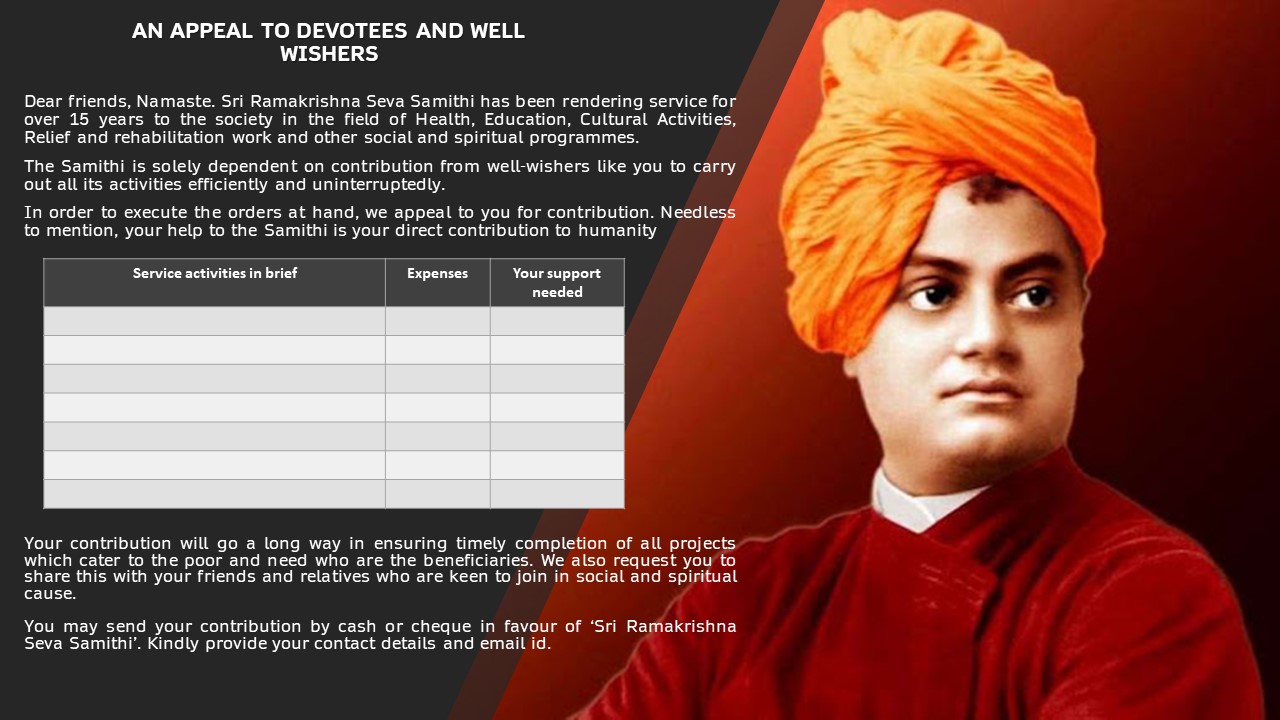 AN APPEAL TO DEVOTEES AND WELL
WISHERS
Dear friends, Namaste. Sri Ramakrishna Seva Samithi has been rendering service for
over 15 years to the society in the field of Health, Education, Cultural Activities,
Relief and rehabilitation work and other social and spiritual programmes.
The Samithi is solely dependent on contribution from well-wishers like you to carry
out all its activities efficiently and uninterruptedly.
In order to execute the orders at hand, we appeal to you for contribution. Needless
to mention, your help to the Samithi is your direct contribution to humanity
Service activities in brief Expenses Your support
needed
Your contribution will go a long way in ensuring timely completion of all projects
which cater to the poor and need who are the beneficiaries. We also request you to
share this with your friends and relatives who are keen to join in social and spiritual
cause.
You may send your contribution by cash or cheque in favour of ‘Sri Ramakrishna
Seva Samithi’. Kindly provide your contact details and email id.